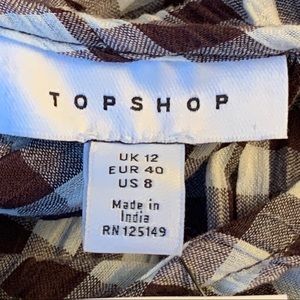 TOPSHOP
UK 12
EUR 40
US 8
Made in
India
RN 125149